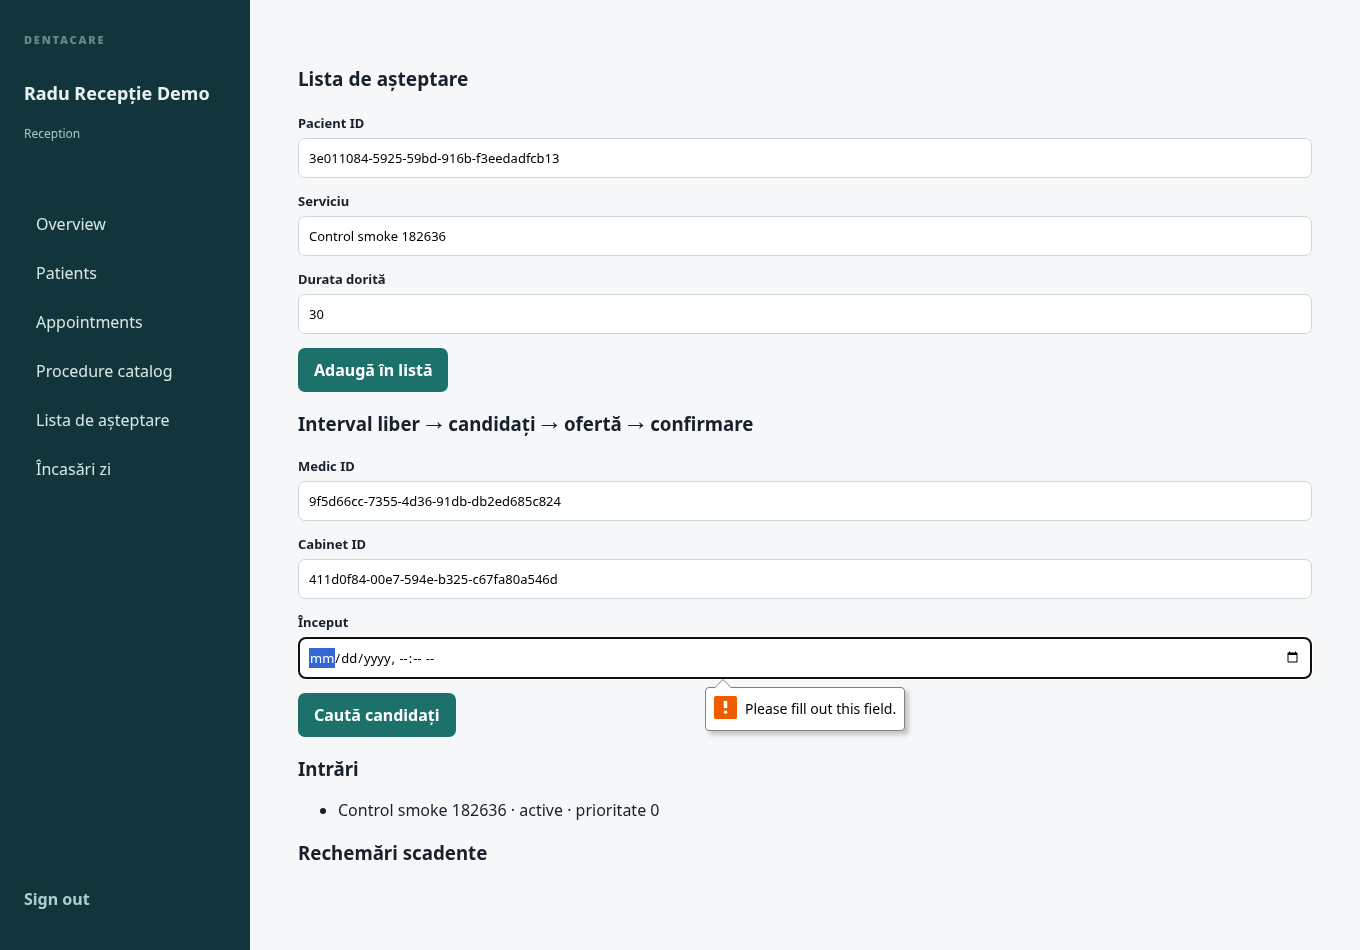 DENTACARE
Radu Recepție Demo
Reception
Overview
Patients
Appointments
Procedure catalog
Lista de așteptare
Încasări zi
Sign out
Lista de așteptare
Pacient ID
3e011084-5925-59bd-916b-f3eedadfcb13
Serviciu
Control smoke 182636
Durata dorită
30
Adaugă în listă
Interval liber → candidați → ofertă → confirmare
Medic ID
9f5d66cc-7355-4d36-91db-db2ed685c824
Cabinet ID
411d0f84-00e7-594e-b325-c67fa80a546d
Început
mm/dd/yyyy, --:-- --
Please fill out this field.
Caută candidați
Intrări
Control smoke 182636 · active · prioritate 0
Rechemări scadente